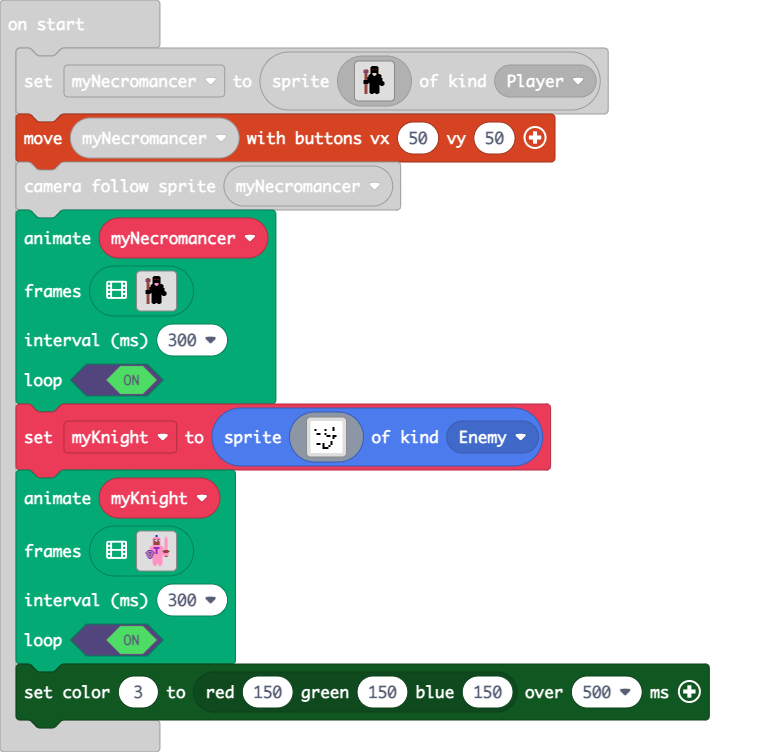 on start
set myNecromancer to sprite of kind Player
move myNecromancer with buttons vx 50 vy 50
camera follow sprite myNecromancer
animate myNecromancer
frames
interval (ms) 300
loop ON
set myKnight to sprite of kind Enemy
animate myKnight
frames
interval (ms) 300
loop ON
set color 3 to red 150 green 150 blue 150 over 500 ms